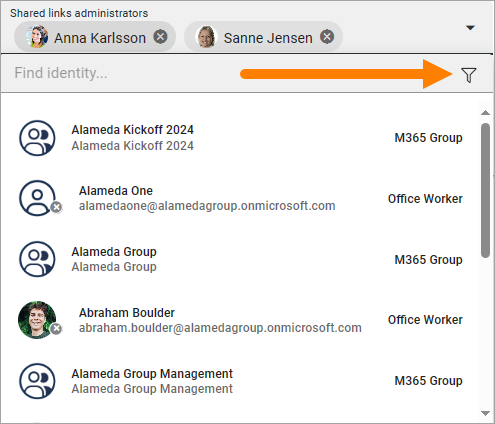 Shared links administrators
Anna Karlsson
Sanne Jensen
Find identity...
Alameda Kickoff 2024
Alameda Kickoff 2024
M365 Group
Alameda One
alamedaone@alamedagroup.onmicrosoft.com
Office Worker
Alameda Group
Alameda Group
M365 Group
Abraham Boulder
abraham.boulder@alamedagroup.onmicrosoft.com
Office Worker
Alameda Group Management
Alameda Group Management
M365 Group